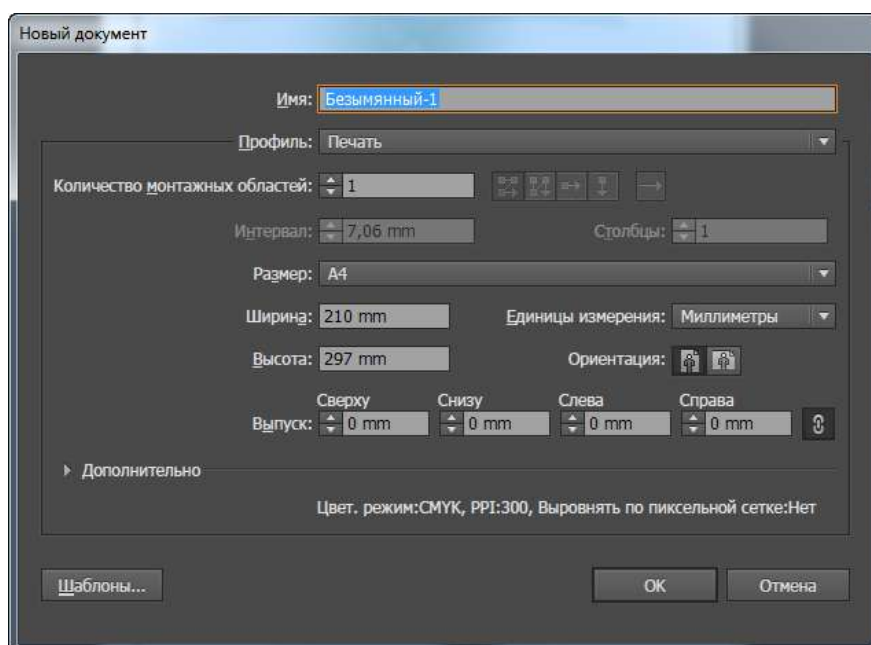 Новый документ
Имя: Безымянный-1
Профиль: Печать
Количество монтажных областей: 1
Интервал: 7,06 mm Столбцы: 1
Размер: A4
Ширина: 210 mm Единицы измерения: Миллиметры
Высота: 297 mm Ориентация:
Сверху Снизу Слева Справа
Выпуск: 0 mm 0 mm 0 mm 0 mm
Дополнительно
Цвет. режим:CMYK, PPI:300, Выровнять по пиксельной сетке:Нет
Шаблоны... ОК Отмена